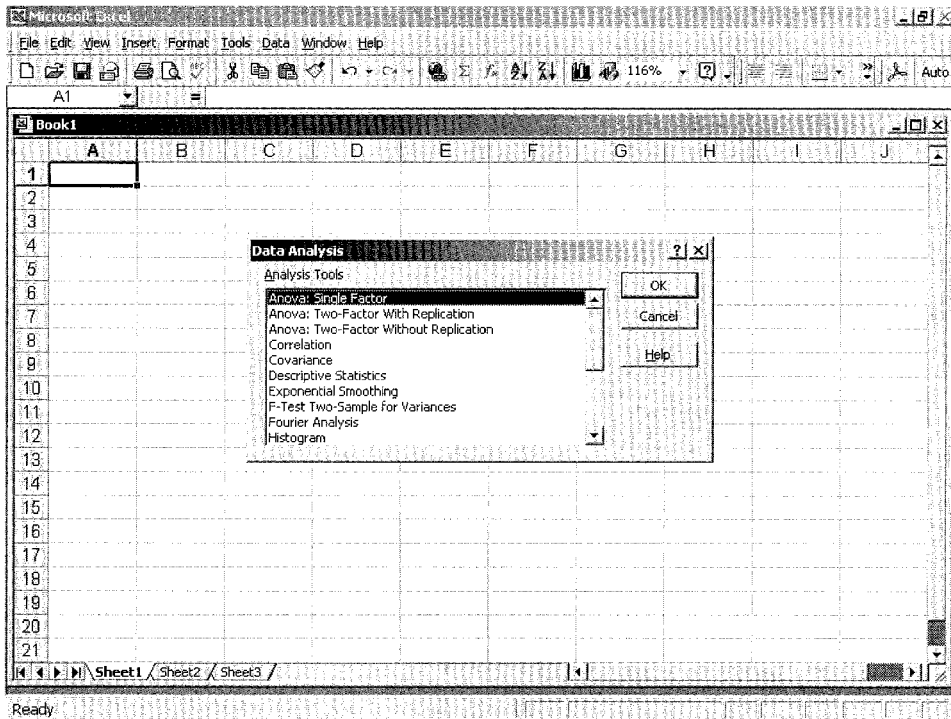 Microsoft Excel
File Edit View Insert Format Tools Data Window Help
116% Auto
A1 =
Book1
A B C D E F G H I J
1
2
3
4
5
6
7
8
9
10
11
12
13
14
15
16
17
18
19
20
21
Data Analysis
Analysis Tools
Anova: Single Factor
Anova: Two-Factor With Replication
Anova: Two-Factor Without Replication
Correlation
Covariance
Descriptive Statistics
Exponential Smoothing
F-Test Two-Sample for Variances
Fourier Analysis
Histogram
OK
Cancel
Help
Sheet1 Sheet2 Sheet3
Ready